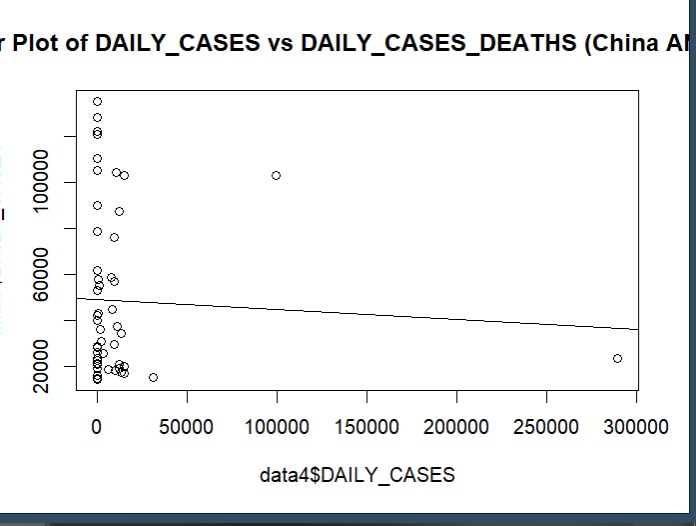 r Plot of DAILY_CASES vs DAILY_CASES_DEATHS (China A
100000
60000
20000
0 50000 100000 150000 200000 250000 300000
data4$DAILY_CASES